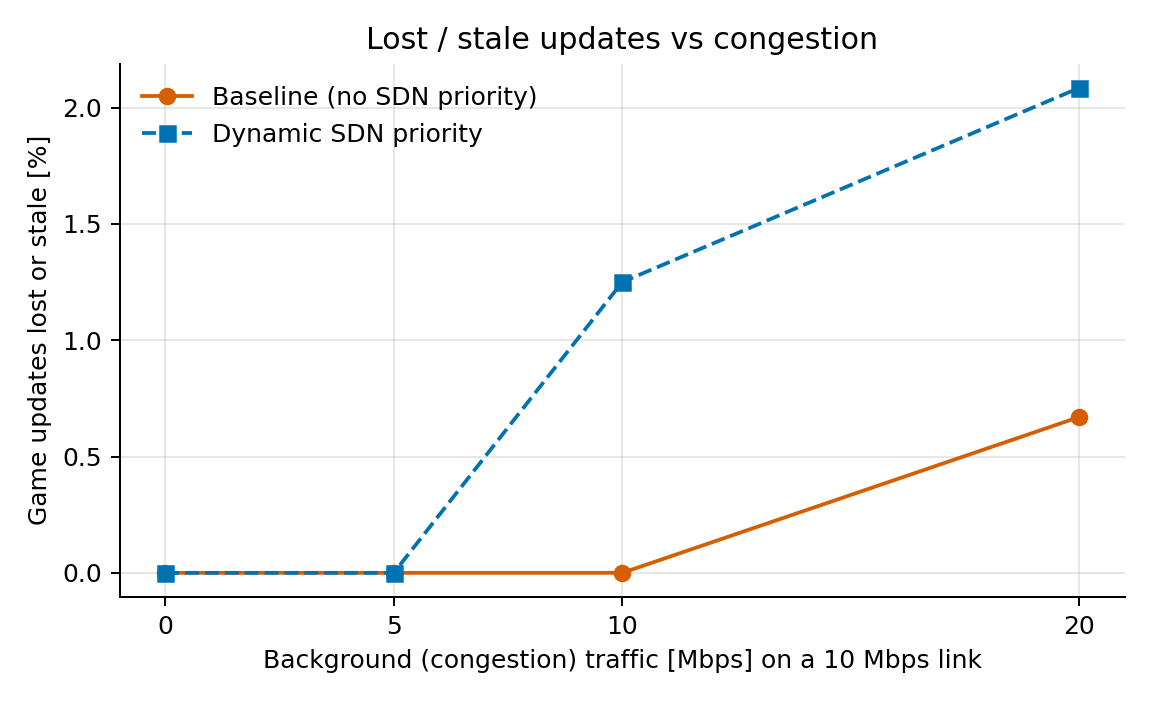 Lost / stale updates vs congestion
Baseline (no SDN priority)
Dynamic SDN priority
Game updates lost or stale [%]
2.0
1.5
1.0
0.5
0.0
0 5 10 20
Background (congestion) traffic [Mbps] on a 10 Mbps link